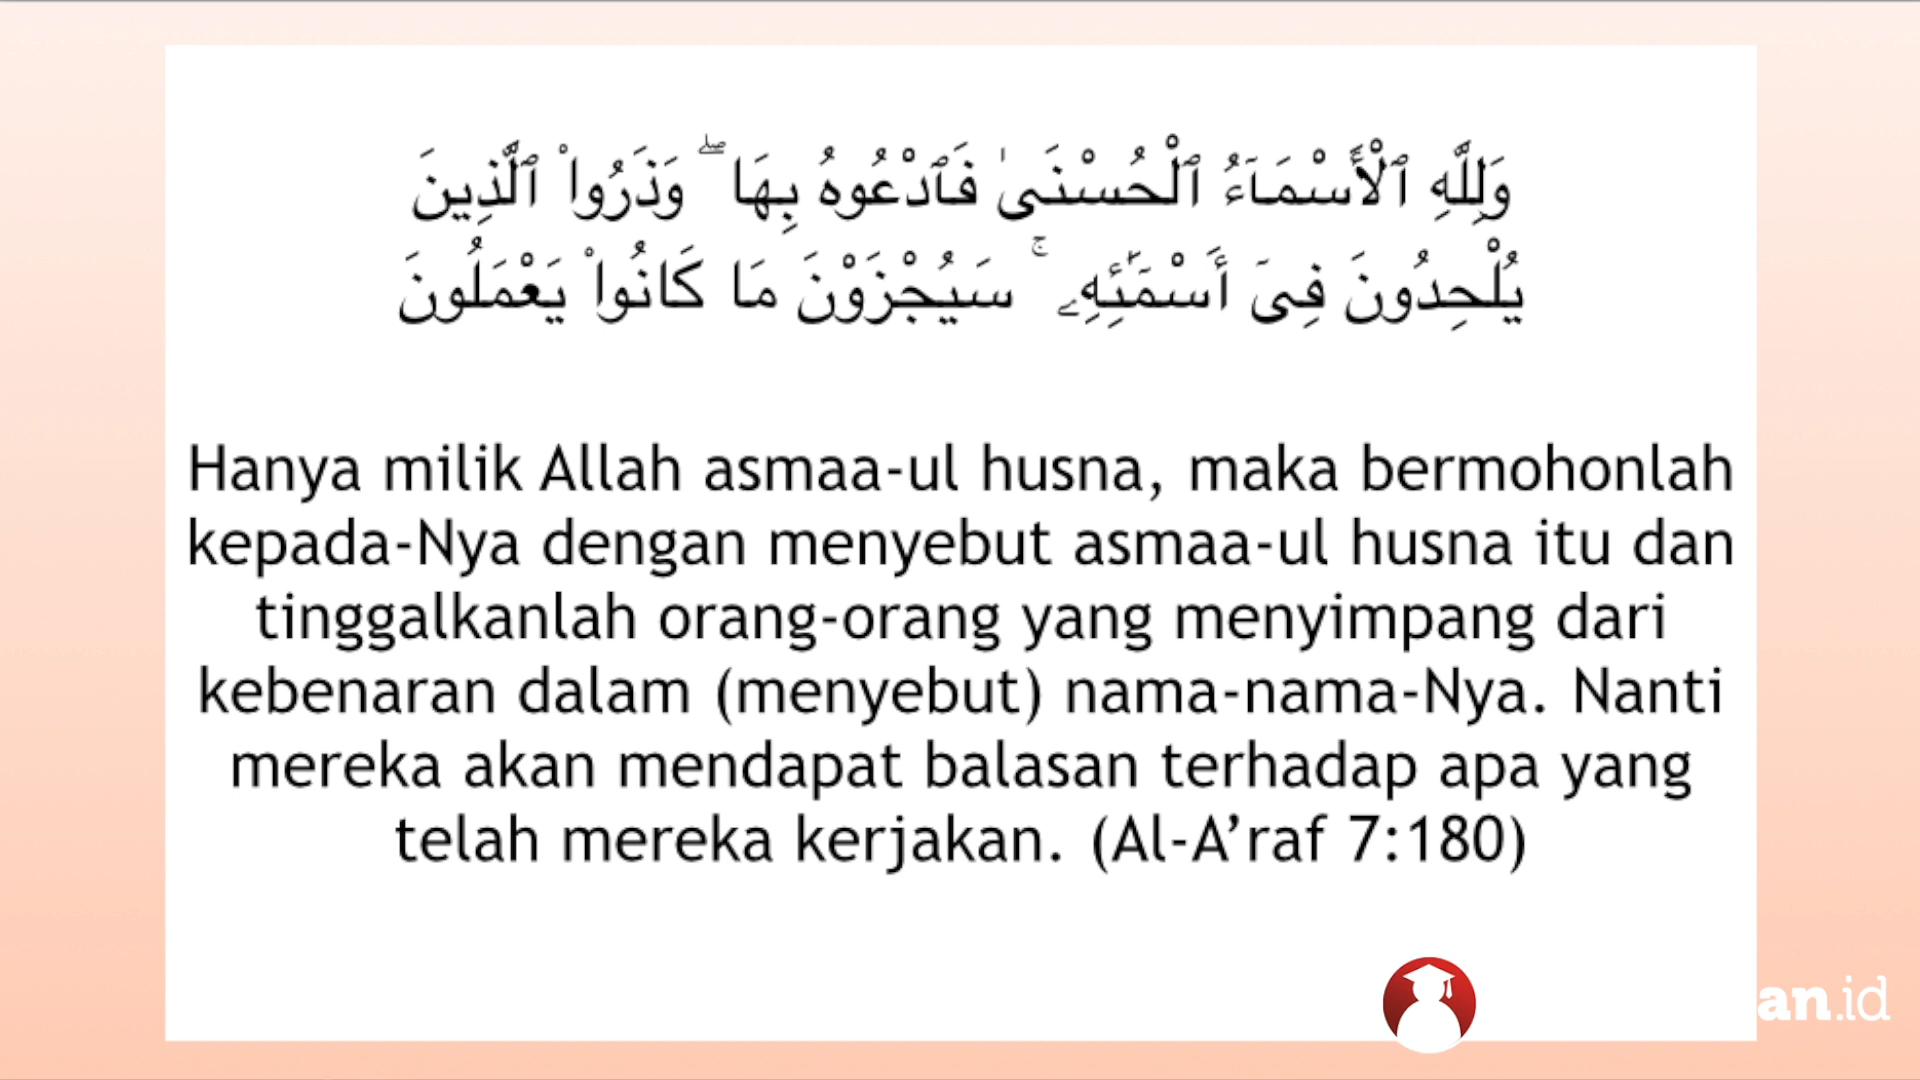 وَلِلَّهِ ٱلْأَسْمَآءُ ٱلْحُسْنَىٰ فَٱدْعُوهُ بِهَا ۖ وَذَرُوا۟ ٱلَّذِينَ
يُلْحِدُونَ فِىٓ أَسْمَـٰٓئِهِۦ ۚ سَيُجْزَوْنَ مَا كَانُوا۟ يَعْمَلُونَ
Hanya milik Allah asmaa-ul husna, maka bermohonlah
kepada-Nya dengan menyebut asmaa-ul husna itu dan
tinggalkanlah orang-orang yang menyimpang dari
kebenaran dalam (menyebut) nama-nama-Nya. Nanti
mereka akan mendapat balasan terhadap apa yang
telah mereka kerjakan. (Al-A’raf 7:180)
an.id